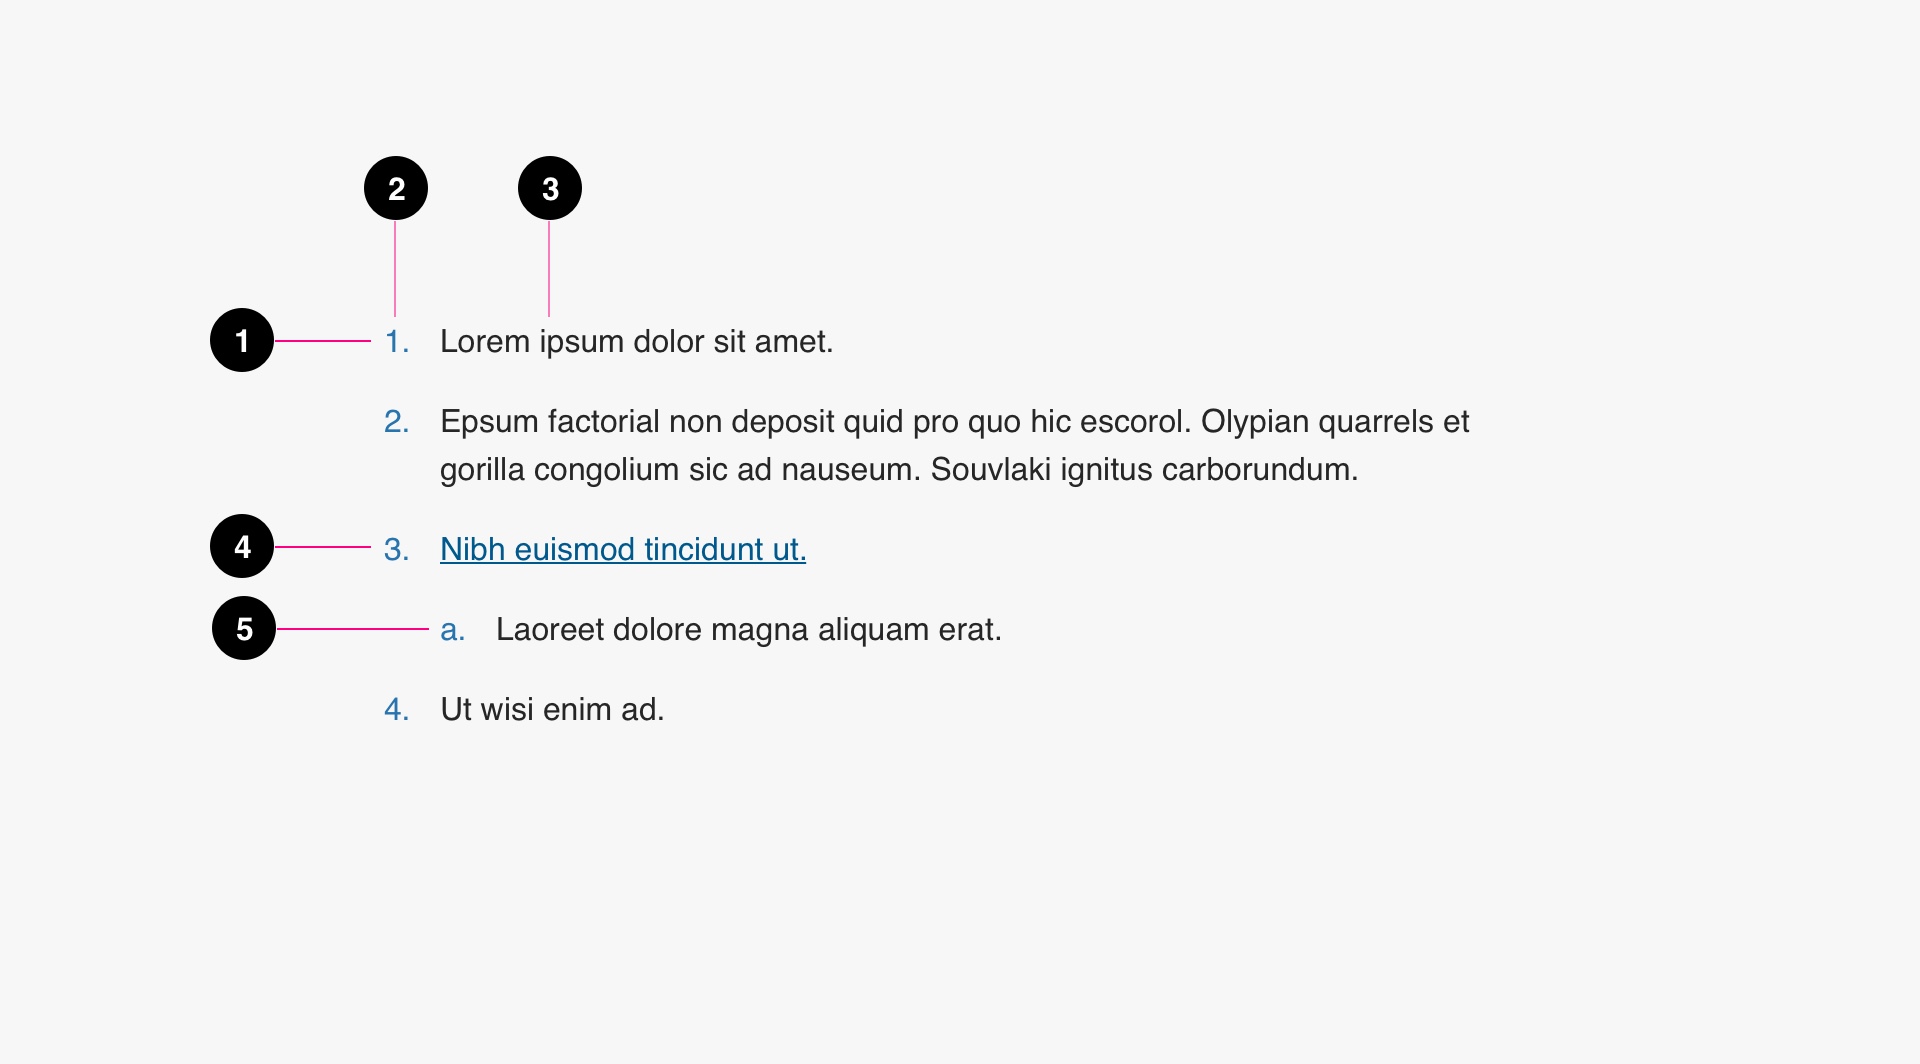 2 3
1 1. Lorem ipsum dolor sit amet.
2. Epsum factorial non deposit quid pro quo hic escorol. Olypian quarrels et
gorilla congolium sic ad nauseum. Souvlaki ignitus carborundum.
4 3. Nibh euismod tincidunt ut.
5 a. Laoreet dolore magna aliquam erat.
4. Ut wisi enim ad.